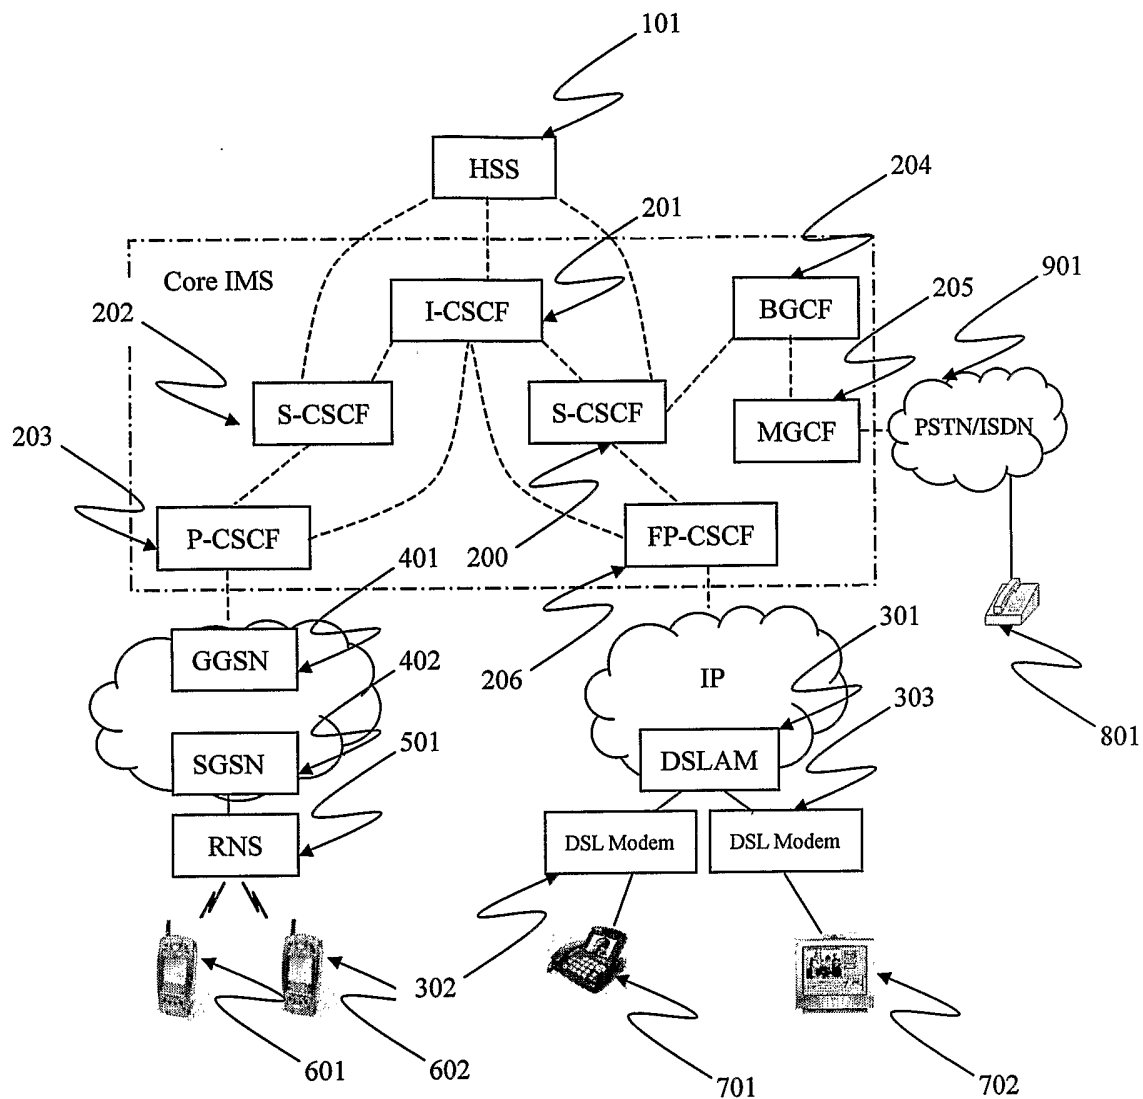 101
HSS
204
201
Core IMS
901
I-CSCF
BGCF
205
202
S-CSCF
S-CSCF
MGCF
PSTN/ISDN
203
P-CSCF
200
FP-CSCF
401
301
GGSN
402
206
IP
303
501
801
SGSN
DSLAM
RNS
DSL Modem
DSL Modem
302
601
602
701
702